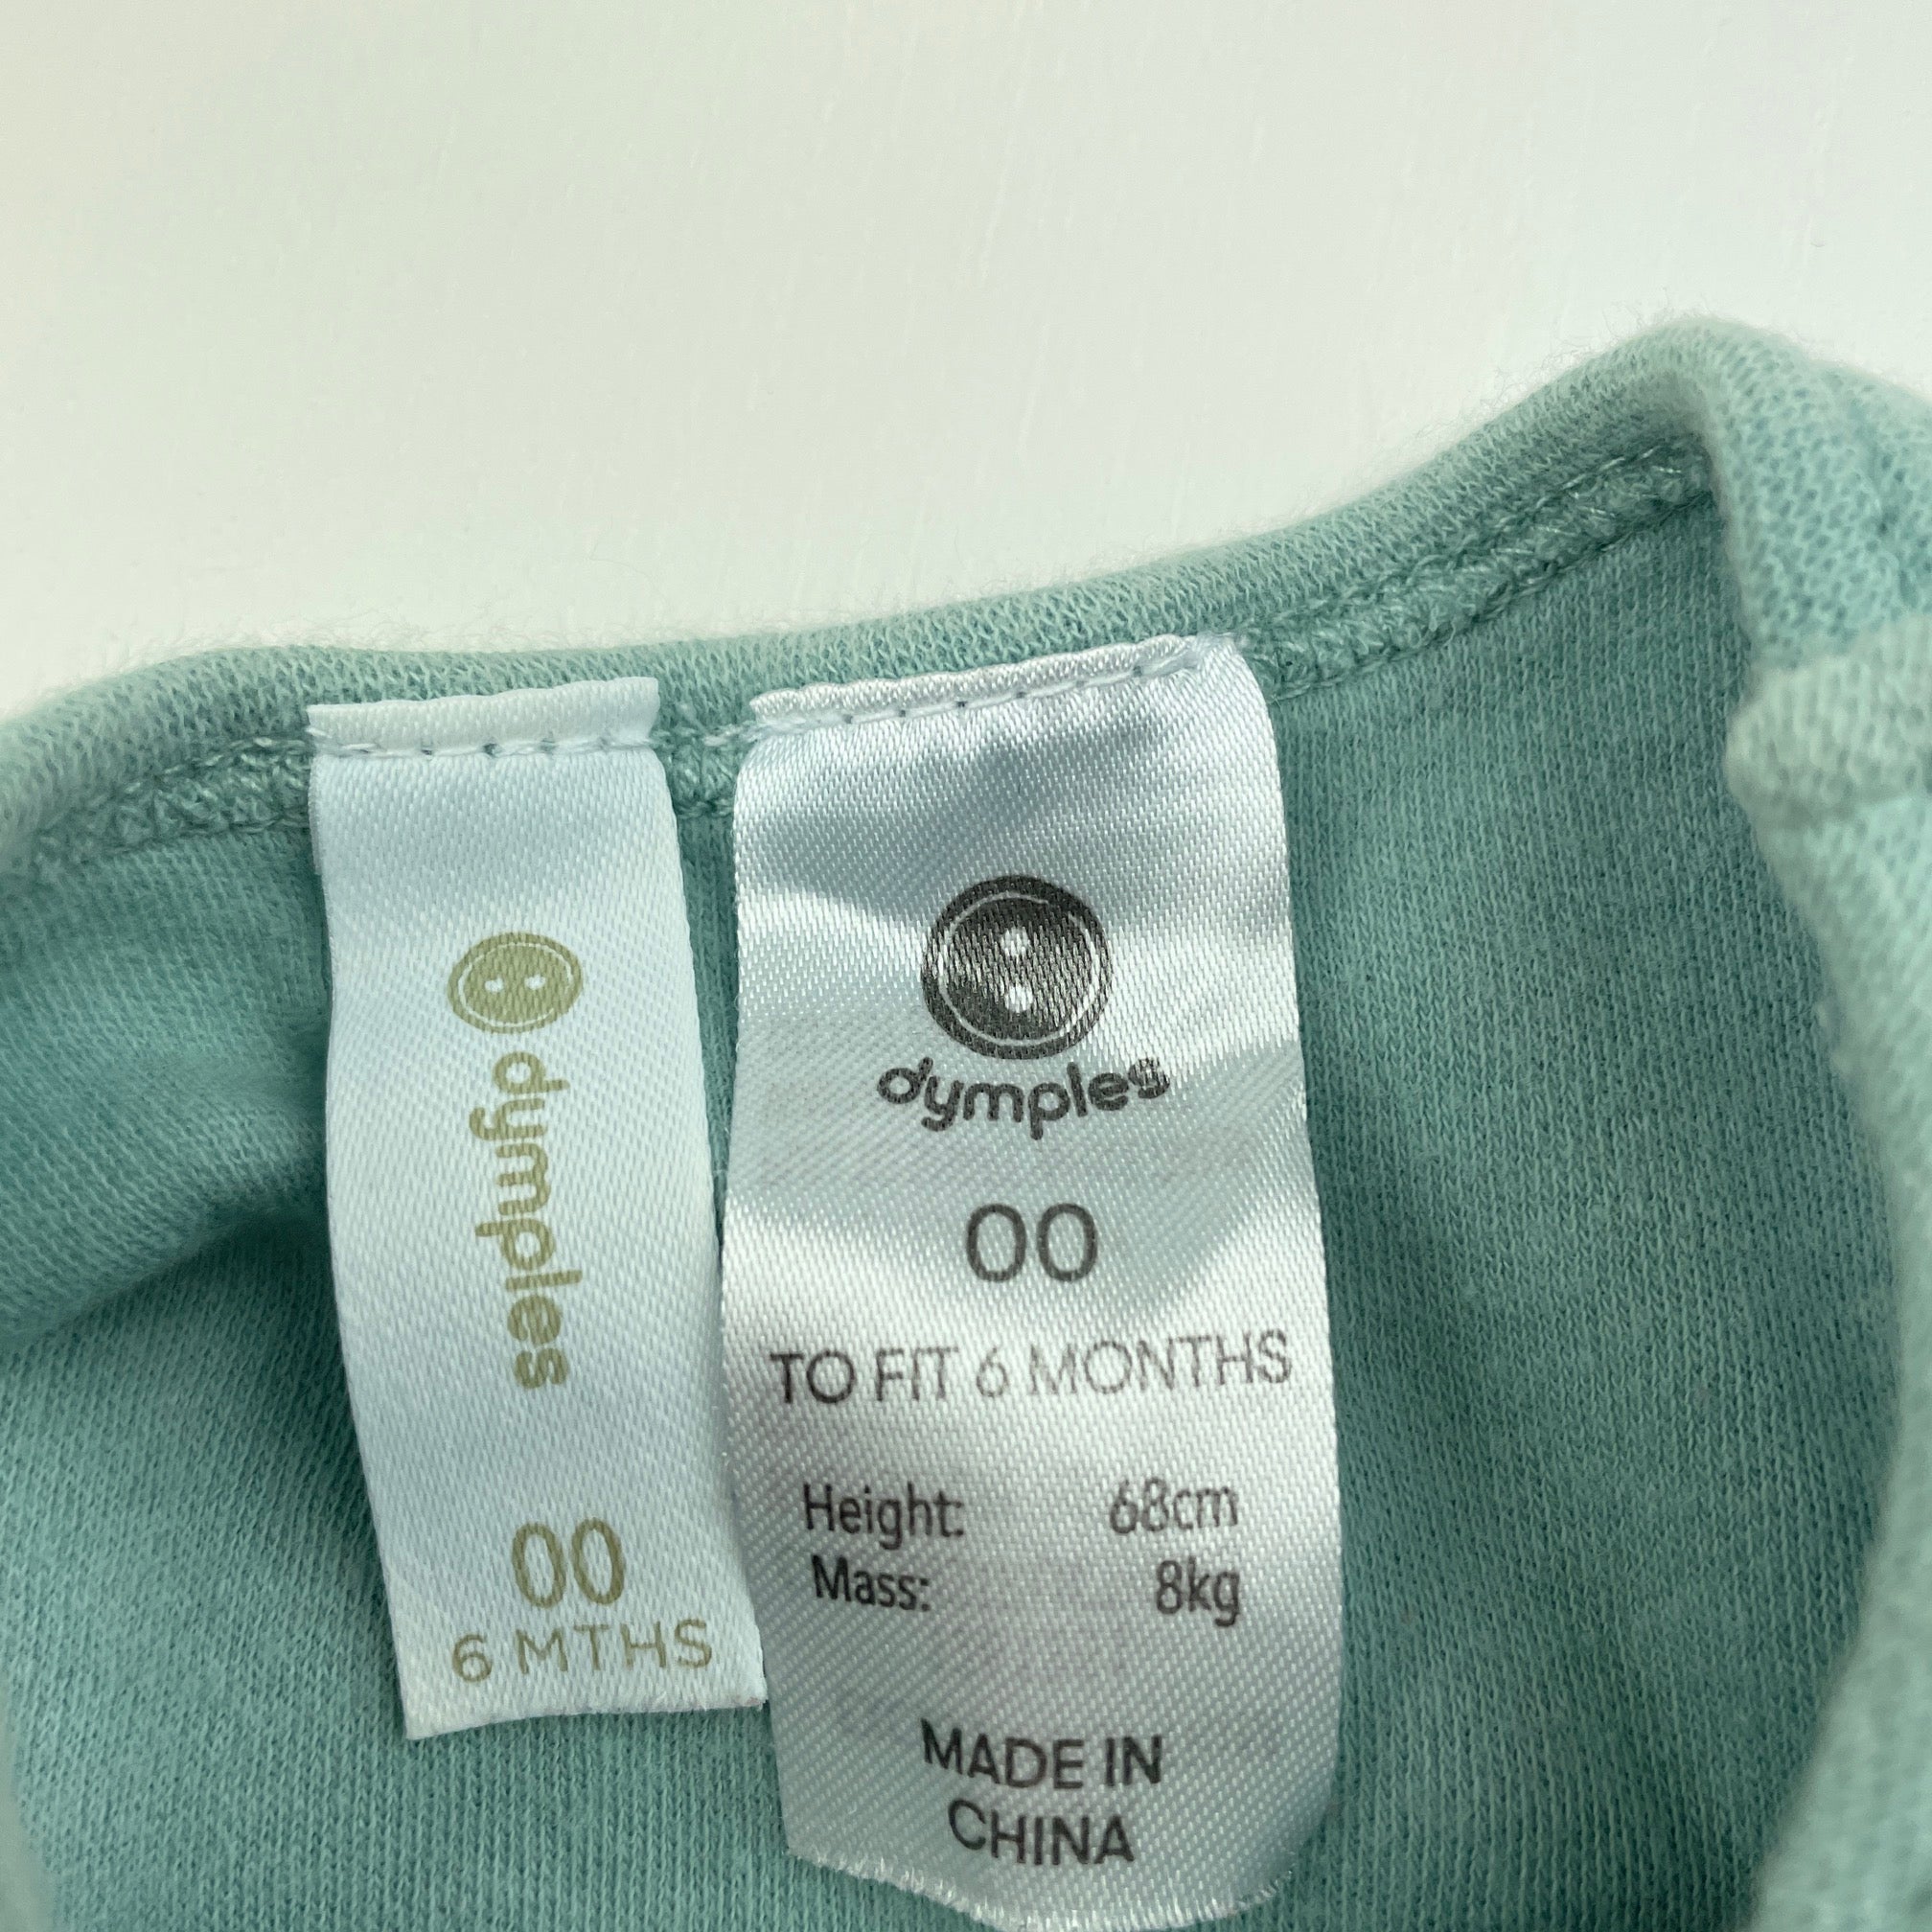 dymples
00
6 MTHS
dymples
00
TO FIT 6 MONTHS
Height: 68cm
Mass: 8kg
MADE IN
CHINA